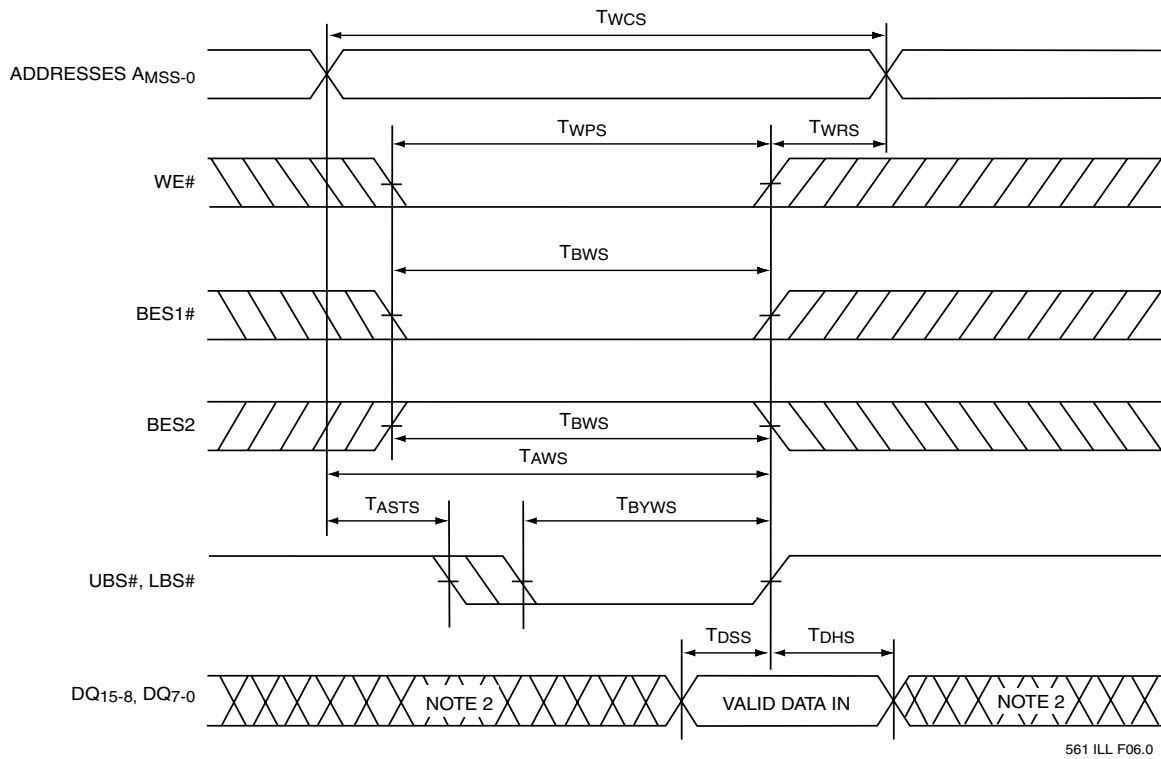 TWCS
ADDRESSES AMSS-0
TWPS
TWRS
WE#
TBWS
BES1#
BES2
TBWS
TAWS
TASTS
TBYWS
UBS#, LBS#
TDSS
TDHS
DQ15-8, DQ7-0
NOTE 2
VALID DATA IN
NOTE 2
561 ILL F06.0